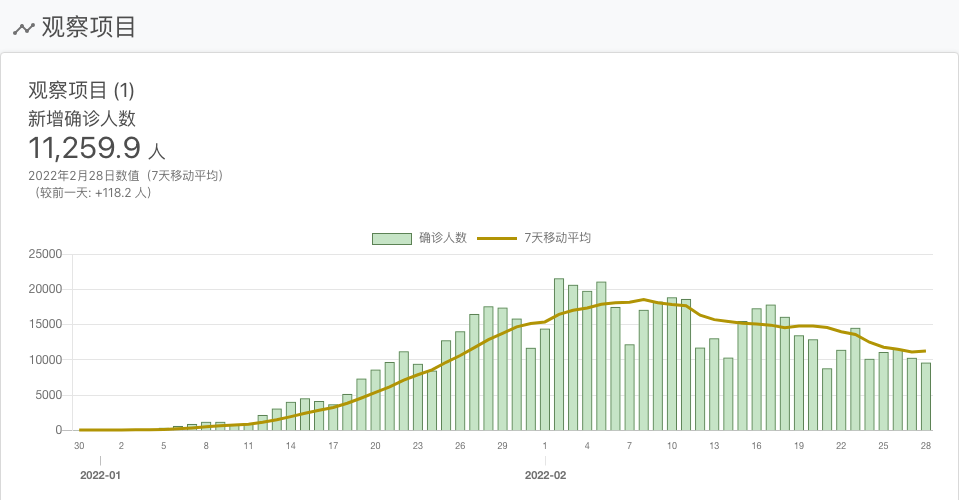 观察项目
观察项目 (1)
新增确诊人数
11,259.9 人
2022年2月28日数值（7天移动平均）
（较前一天: +118.2 人）
确诊人数 7天移动平均
25000
20000
15000
10000
5000
0
30 2 5 8 11 14 17 20 23 26 29 1 4 7 10 13 16 19 22 25 28
2022-01 2022-02